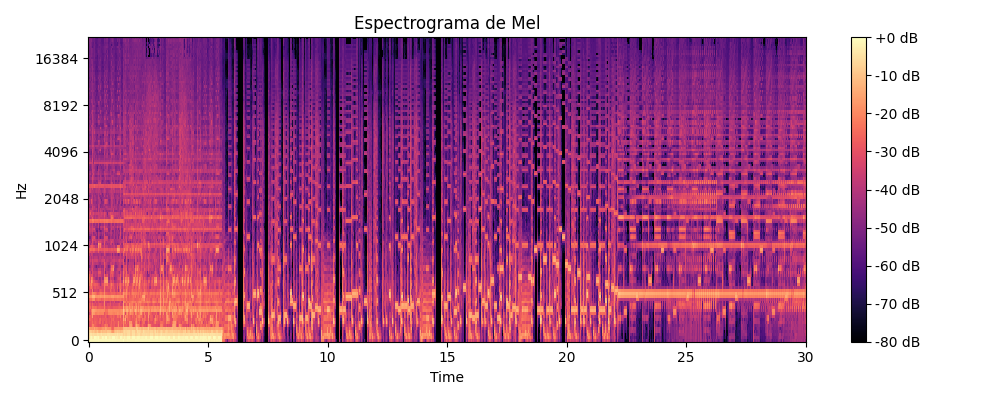 Espectrograma de Mel
Hz
16384
8192
4096
2048
1024
512
0
0 5 10 15 20 25 30
Time
+0 dB
-10 dB
-20 dB
-30 dB
-40 dB
-50 dB
-60 dB
-70 dB
-80 dB